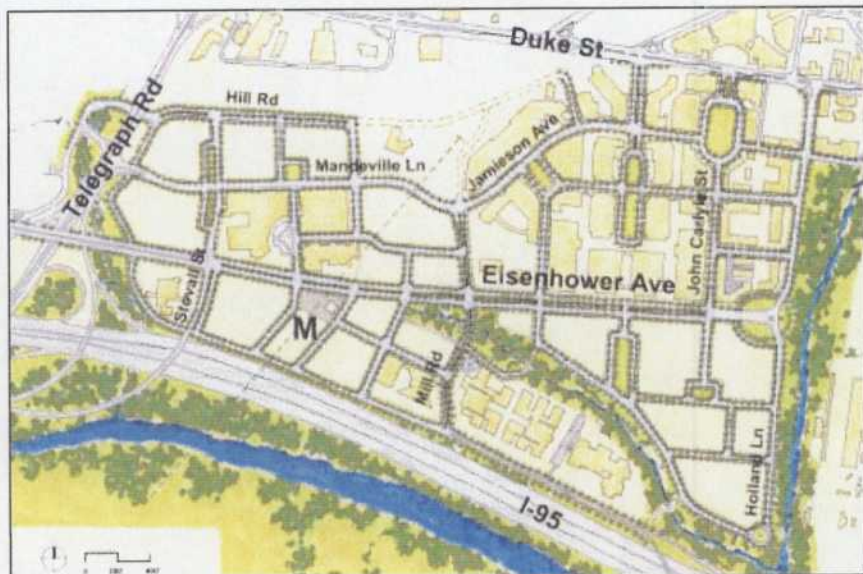 Duke St
Telegraph Rd
Hill Rd
Mandeville Ln
Jamieson Ave
John Carlyle St
Eisenhower Ave
Stovall St
M
Mill Rd
Holland Ln
I-95
0